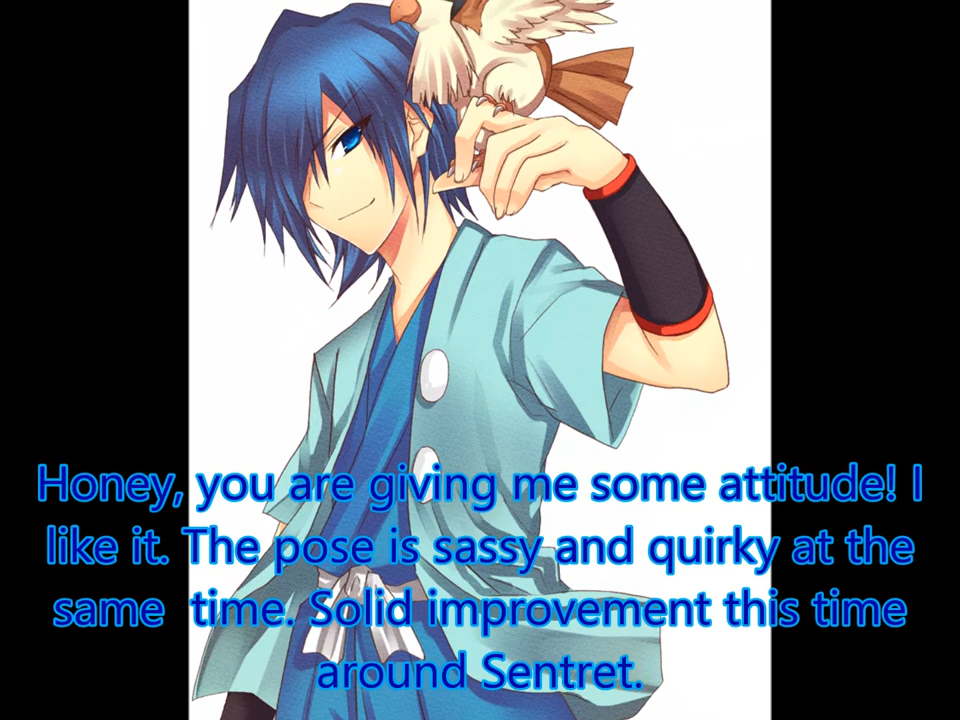 Honey, you are giving me some attitude! I
like it. The pose is sassy and quirky at the
same  time. Solid improvement this time
around Sentret.